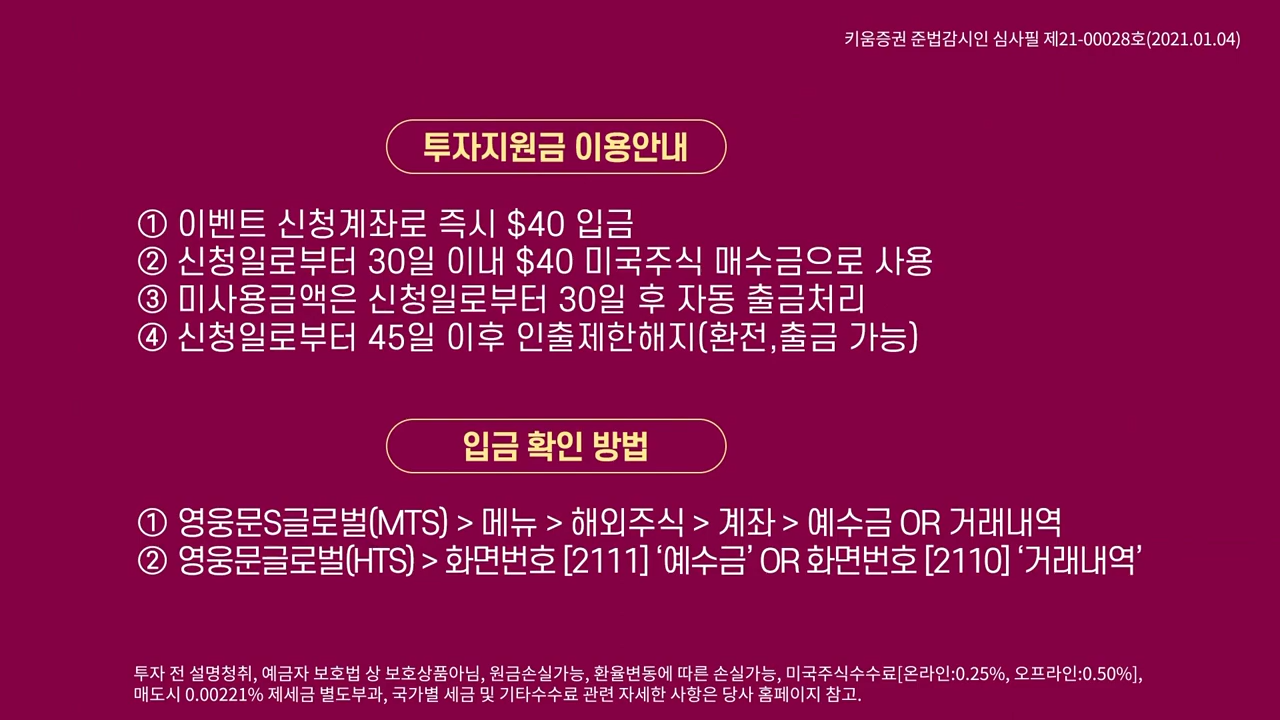 키움증권 준법감시인 심사필 제21-00028호(2021.01.04)
투자지원금 이용안내
① 이벤트 신청계좌로 즉시 $40 입금
② 신청일로부터 30일 이내 $40 미국주식 매수금으로 사용
③ 미사용금액은 신청일로부터 30일 후 자동 출금처리
④ 신청일로부터 45일 이후 인출제한해지(환전,출금 가능)
입금 확인 방법
① 영웅문S글로벌(MTS) > 메뉴 > 해외주식 > 계좌 > 예수금 OR 거래내역
② 영웅문글로벌(HTS) > 화면번호 [2111] ‘예수금’ OR 화면번호 [2110] ‘거래내역’
투자 전 설명청취, 예금자 보호법 상 보호상품아님, 원금손실가능, 환율변동에 따른 손실가능, 미국주식수수료[온라인:0.25%, 오프라인:0.50%],
매도시 0.00221% 제세금 별도부과, 국가별 세금 및 기타수수료 관련 자세한 사항은 당사 홈페이지 참고.